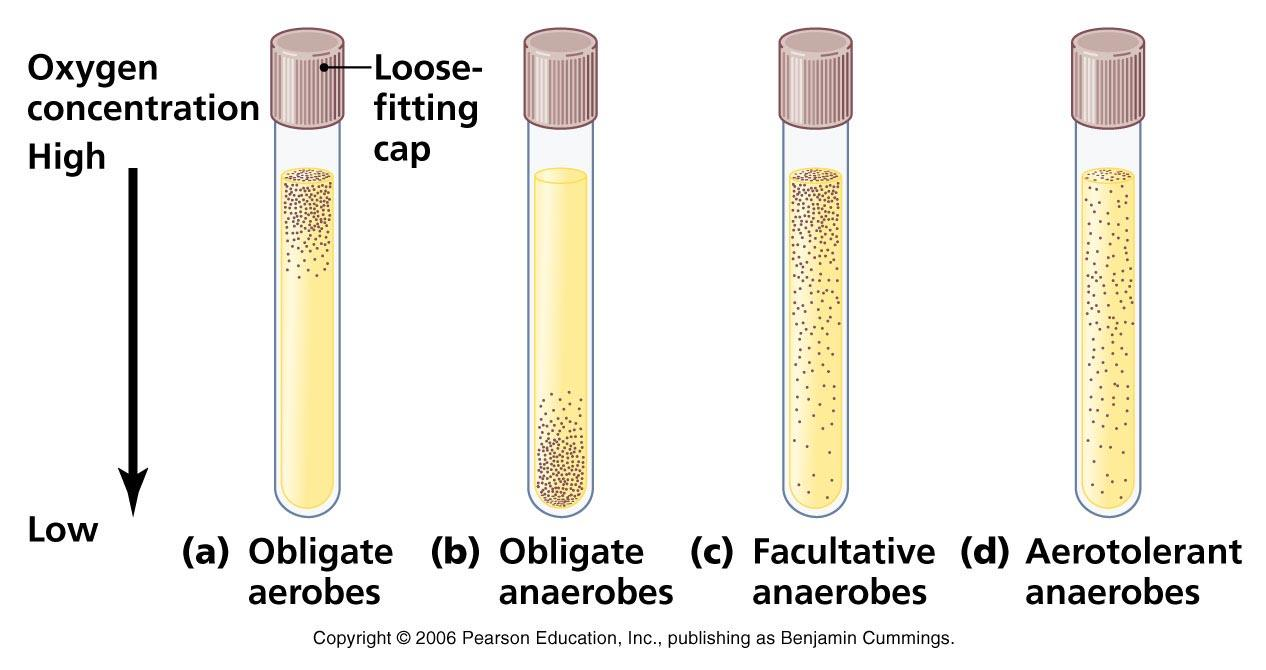 Oxygen
concentration
High
Loose-
fitting
cap
Low
(a) Obligate
aerobes
(b) Obligate
anaerobes
(c) Facultative
anaerobes
(d) Aerotolerant
anaerobes
Copyright © 2006 Pearson Education, Inc., publishing as Benjamin Cummings.